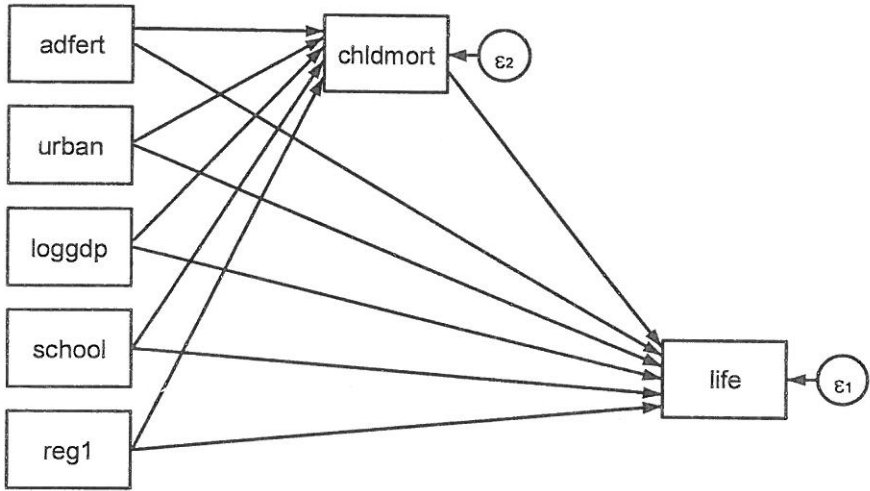 adfert
chldmort
ε2
urban
loggdp
school
life
ε1
reg1